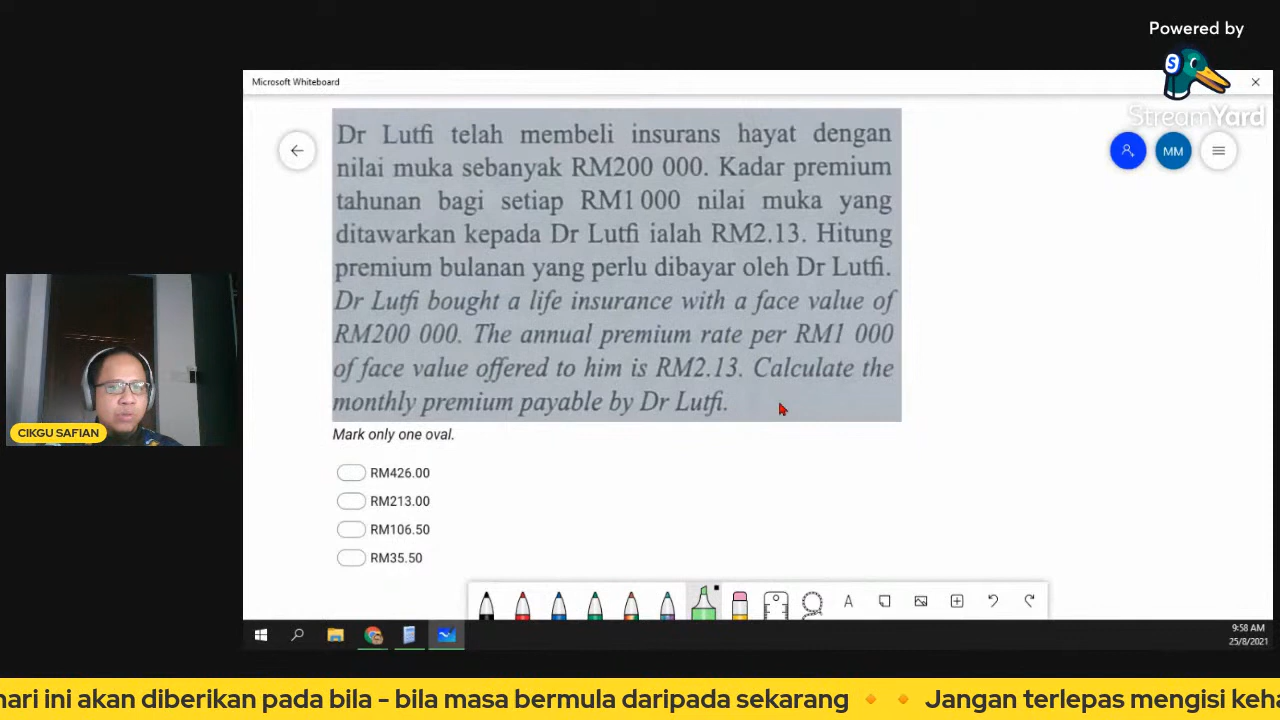 Powered by
S
StreamYard
Microsoft Whiteboard
MM
Dr Lutfi telah membeli insurans hayat dengan
nilai muka sebanyak RM200 000. Kadar premium
tahunan bagi setiap RM1 000 nilai muka yang
ditawarkan kepada Dr Lutfi ialah RM2.13. Hitung
premium bulanan yang perlu dibayar oleh Dr Lutfi.
Dr Lutfi bought a life insurance with a face value of
RM200 000. The annual premium rate per RM1 000
of face value offered to him is RM2.13. Calculate the
monthly premium payable by Dr Lutfi.
Mark only one oval.
RM426.00
RM213.00
RM106.50
RM35.50
CIKGU SAFIAN
A
9:58 AM
25/8/2021
hari ini akan diberikan pada bila - bila masa bermula daripada sekarang 🔸 🔸 Jangan terlepas mengisi keha